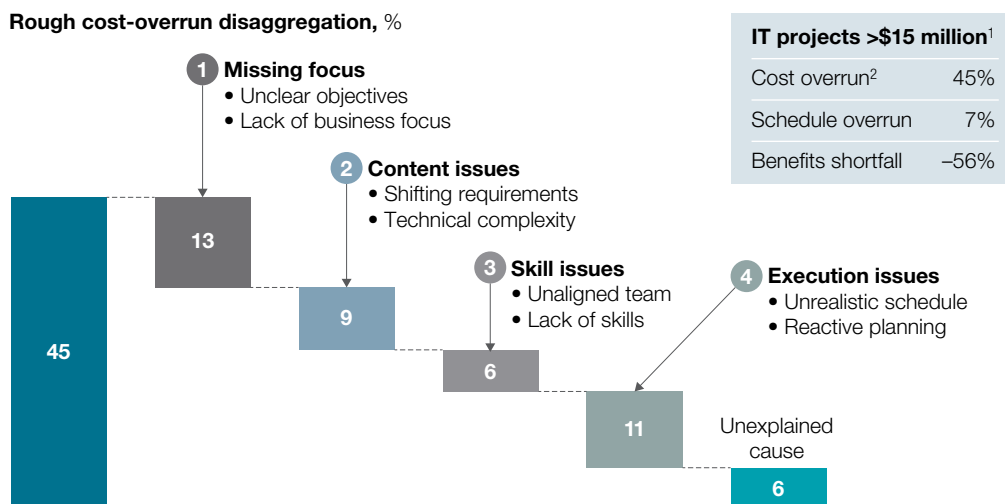 Rough cost-overrun disaggregation, %
IT projects >$15 million¹
Cost overrun² 45%
Schedule overrun 7%
Benefits shortfall –56%
1 Missing focus
• Unclear objectives
• Lack of business focus
2 Content issues
• Shifting requirements
• Technical complexity
3 Skill issues
• Unaligned team
• Lack of skills
4 Execution issues
• Unrealistic schedule
• Reactive planning
45
13
9
6
11
Unexplained
cause
6